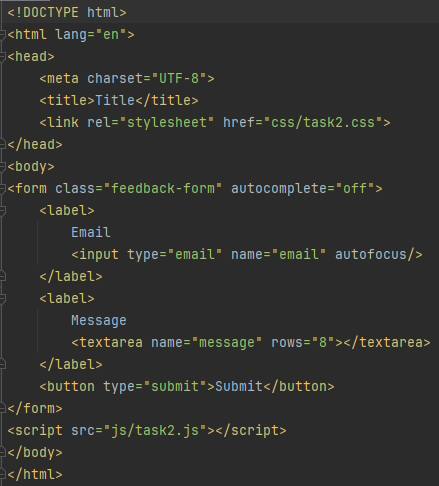 <!DOCTYPE html>
<html lang="en">
<head>
    <meta charset="UTF-8">
    <title>Title</title>
    <link rel="stylesheet" href="css/task2.css">
</head>
<body>
<form class="feedback-form" autocomplete="off">
    <label>
        Email
        <input type="email" name="email" autofocus/>
    </label>
    <label>
        Message
        <textarea name="message" rows="8"></textarea>
    </label>
    <button type="submit">Submit</button>
</form>
<script src="js/task2.js"></script>
</body>
</html>